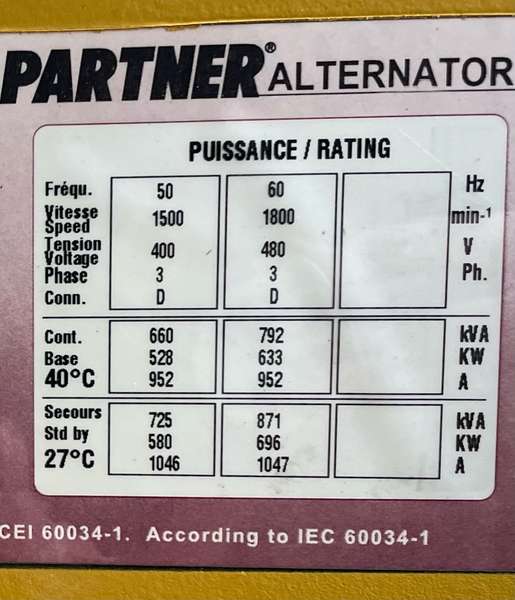 PARTNER® ALTERNATOR
PUISSANCE / RATING
Fréqu. 50 60 Hz
Vitesse
Speed 1500 1800 min-1
Tension
Voltage 400 480 V
Phase 3 3 Ph.
Conn. D D
Cont. 660 792 kVA
Base 528 633 KW
40°C 952 952 A
Secours 725 871 kVA
Std by 580 696 KW
27°C 1046 1047 A
CEI 60034-1. According to IEC 60034-1